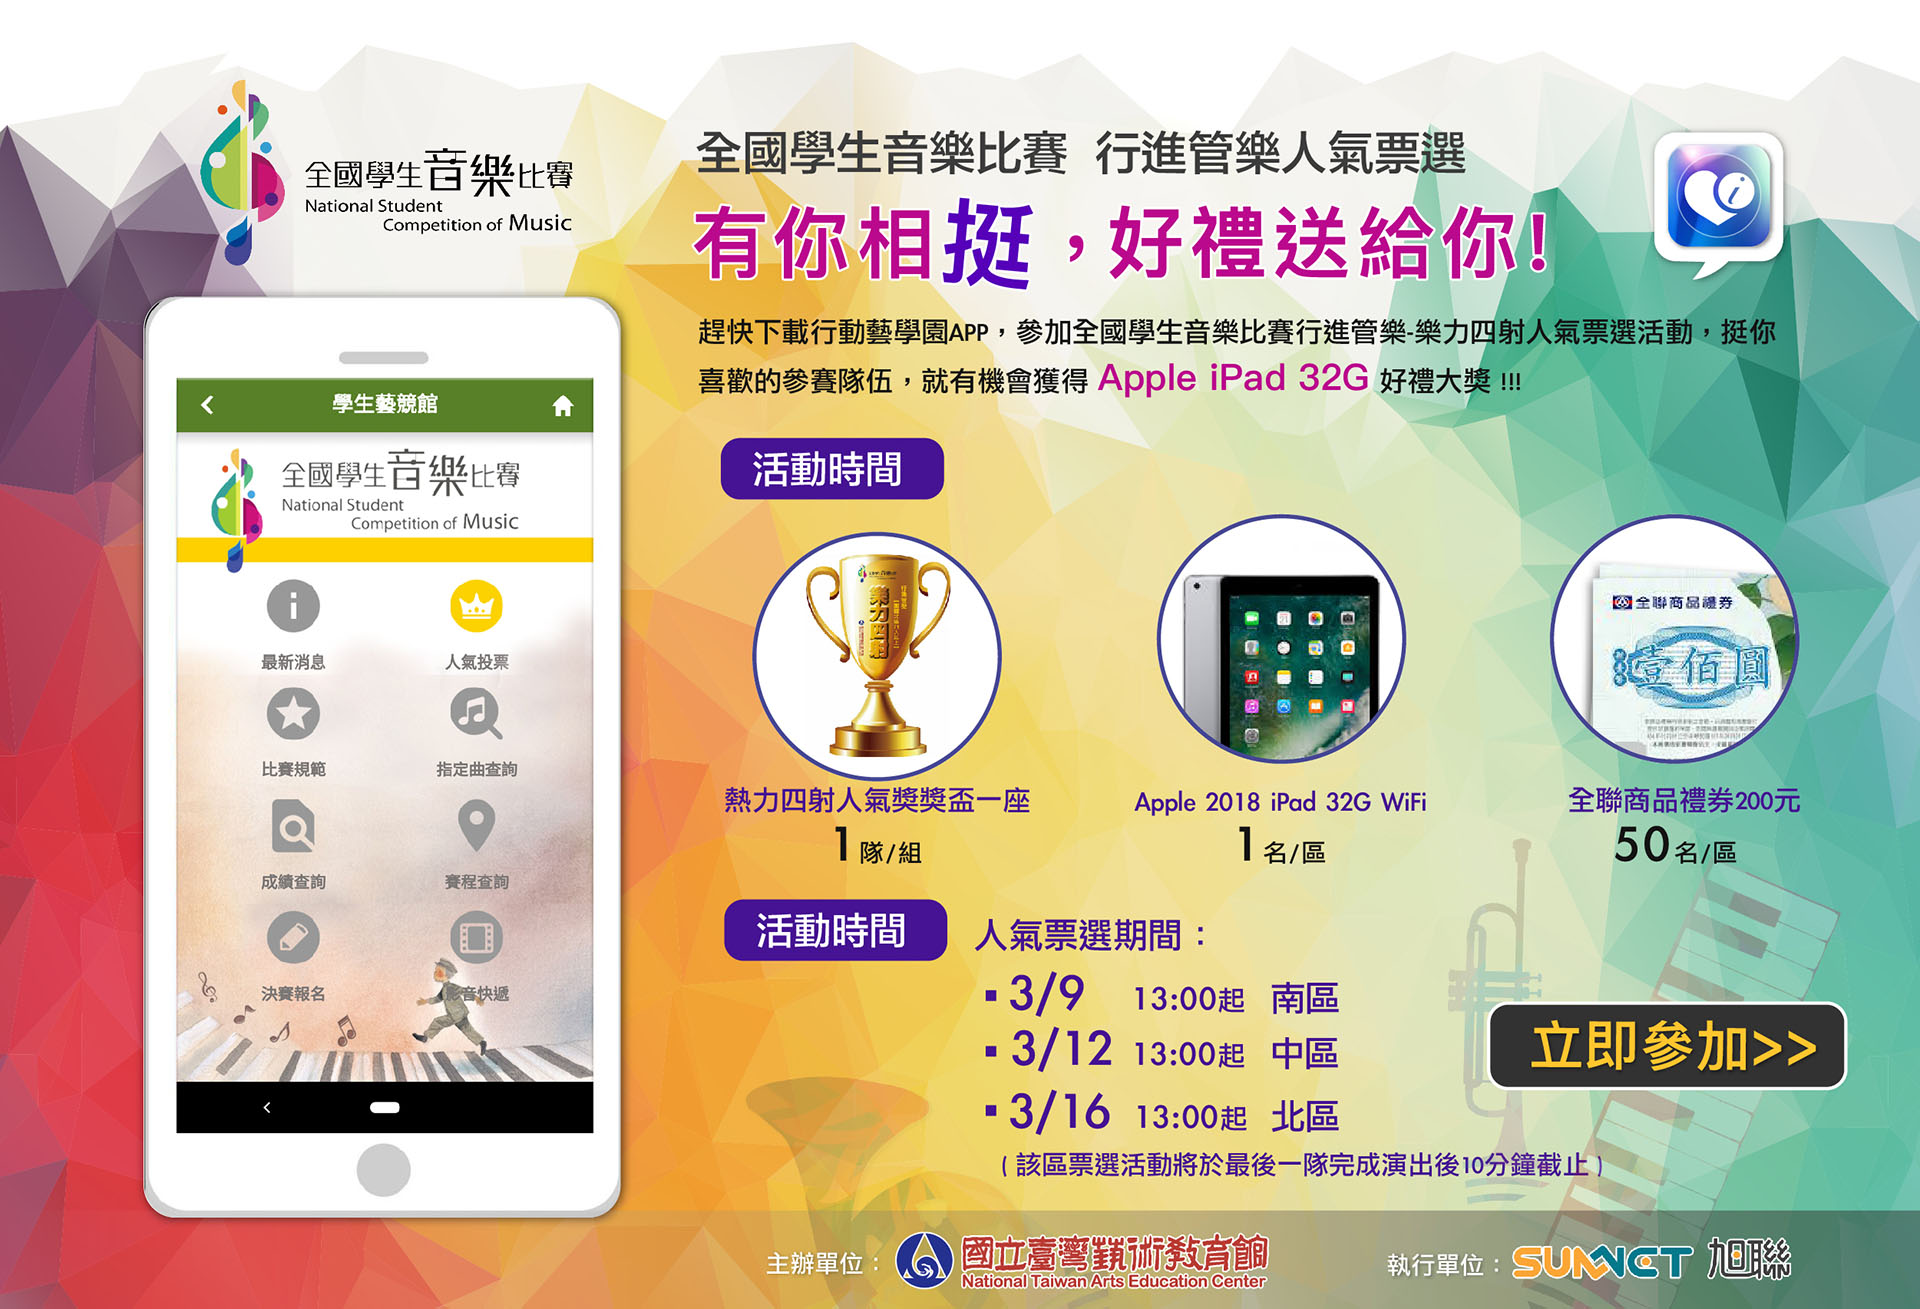 全國學生音樂比賽
National Student
Competition of Music
全國學生音樂比賽 行進管樂人氣票選
有你相挺，好禮送給你!
趕快下載行動藝學園APP，參加全國學生音樂比賽行進管樂-樂力四射人氣票選活動，挺你
喜歡的參賽隊伍，就有機會獲得 Apple iPad 32G 好禮大獎 !!!
學生藝競館
全國學生音樂比賽
National Student
Competition of Music
最新消息 人氣投票
比賽規範 指定曲查詢
成績查詢 賽程查詢
決賽報名 影音快遞
活動時間
樂力四射
全聯商品禮券
壹佰圓
熱力四射人氣獎獎盃一座
1 隊/組
Apple 2018 iPad 32G WiFi
1 名/區
全聯商品禮券200元
50 名/區
活動時間
人氣票選期間：
▪ 3/9 13:00起 南區
▪ 3/12 13:00起 中區
▪ 3/16 13:00起 北區
( 該區票選活動將於最後一隊完成演出後10分鐘截止 )
立即參加>>
主辦單位： 國立臺灣藝術教育館
National Taiwan Arts Education Center
執行單位： SUNNET 旭聯